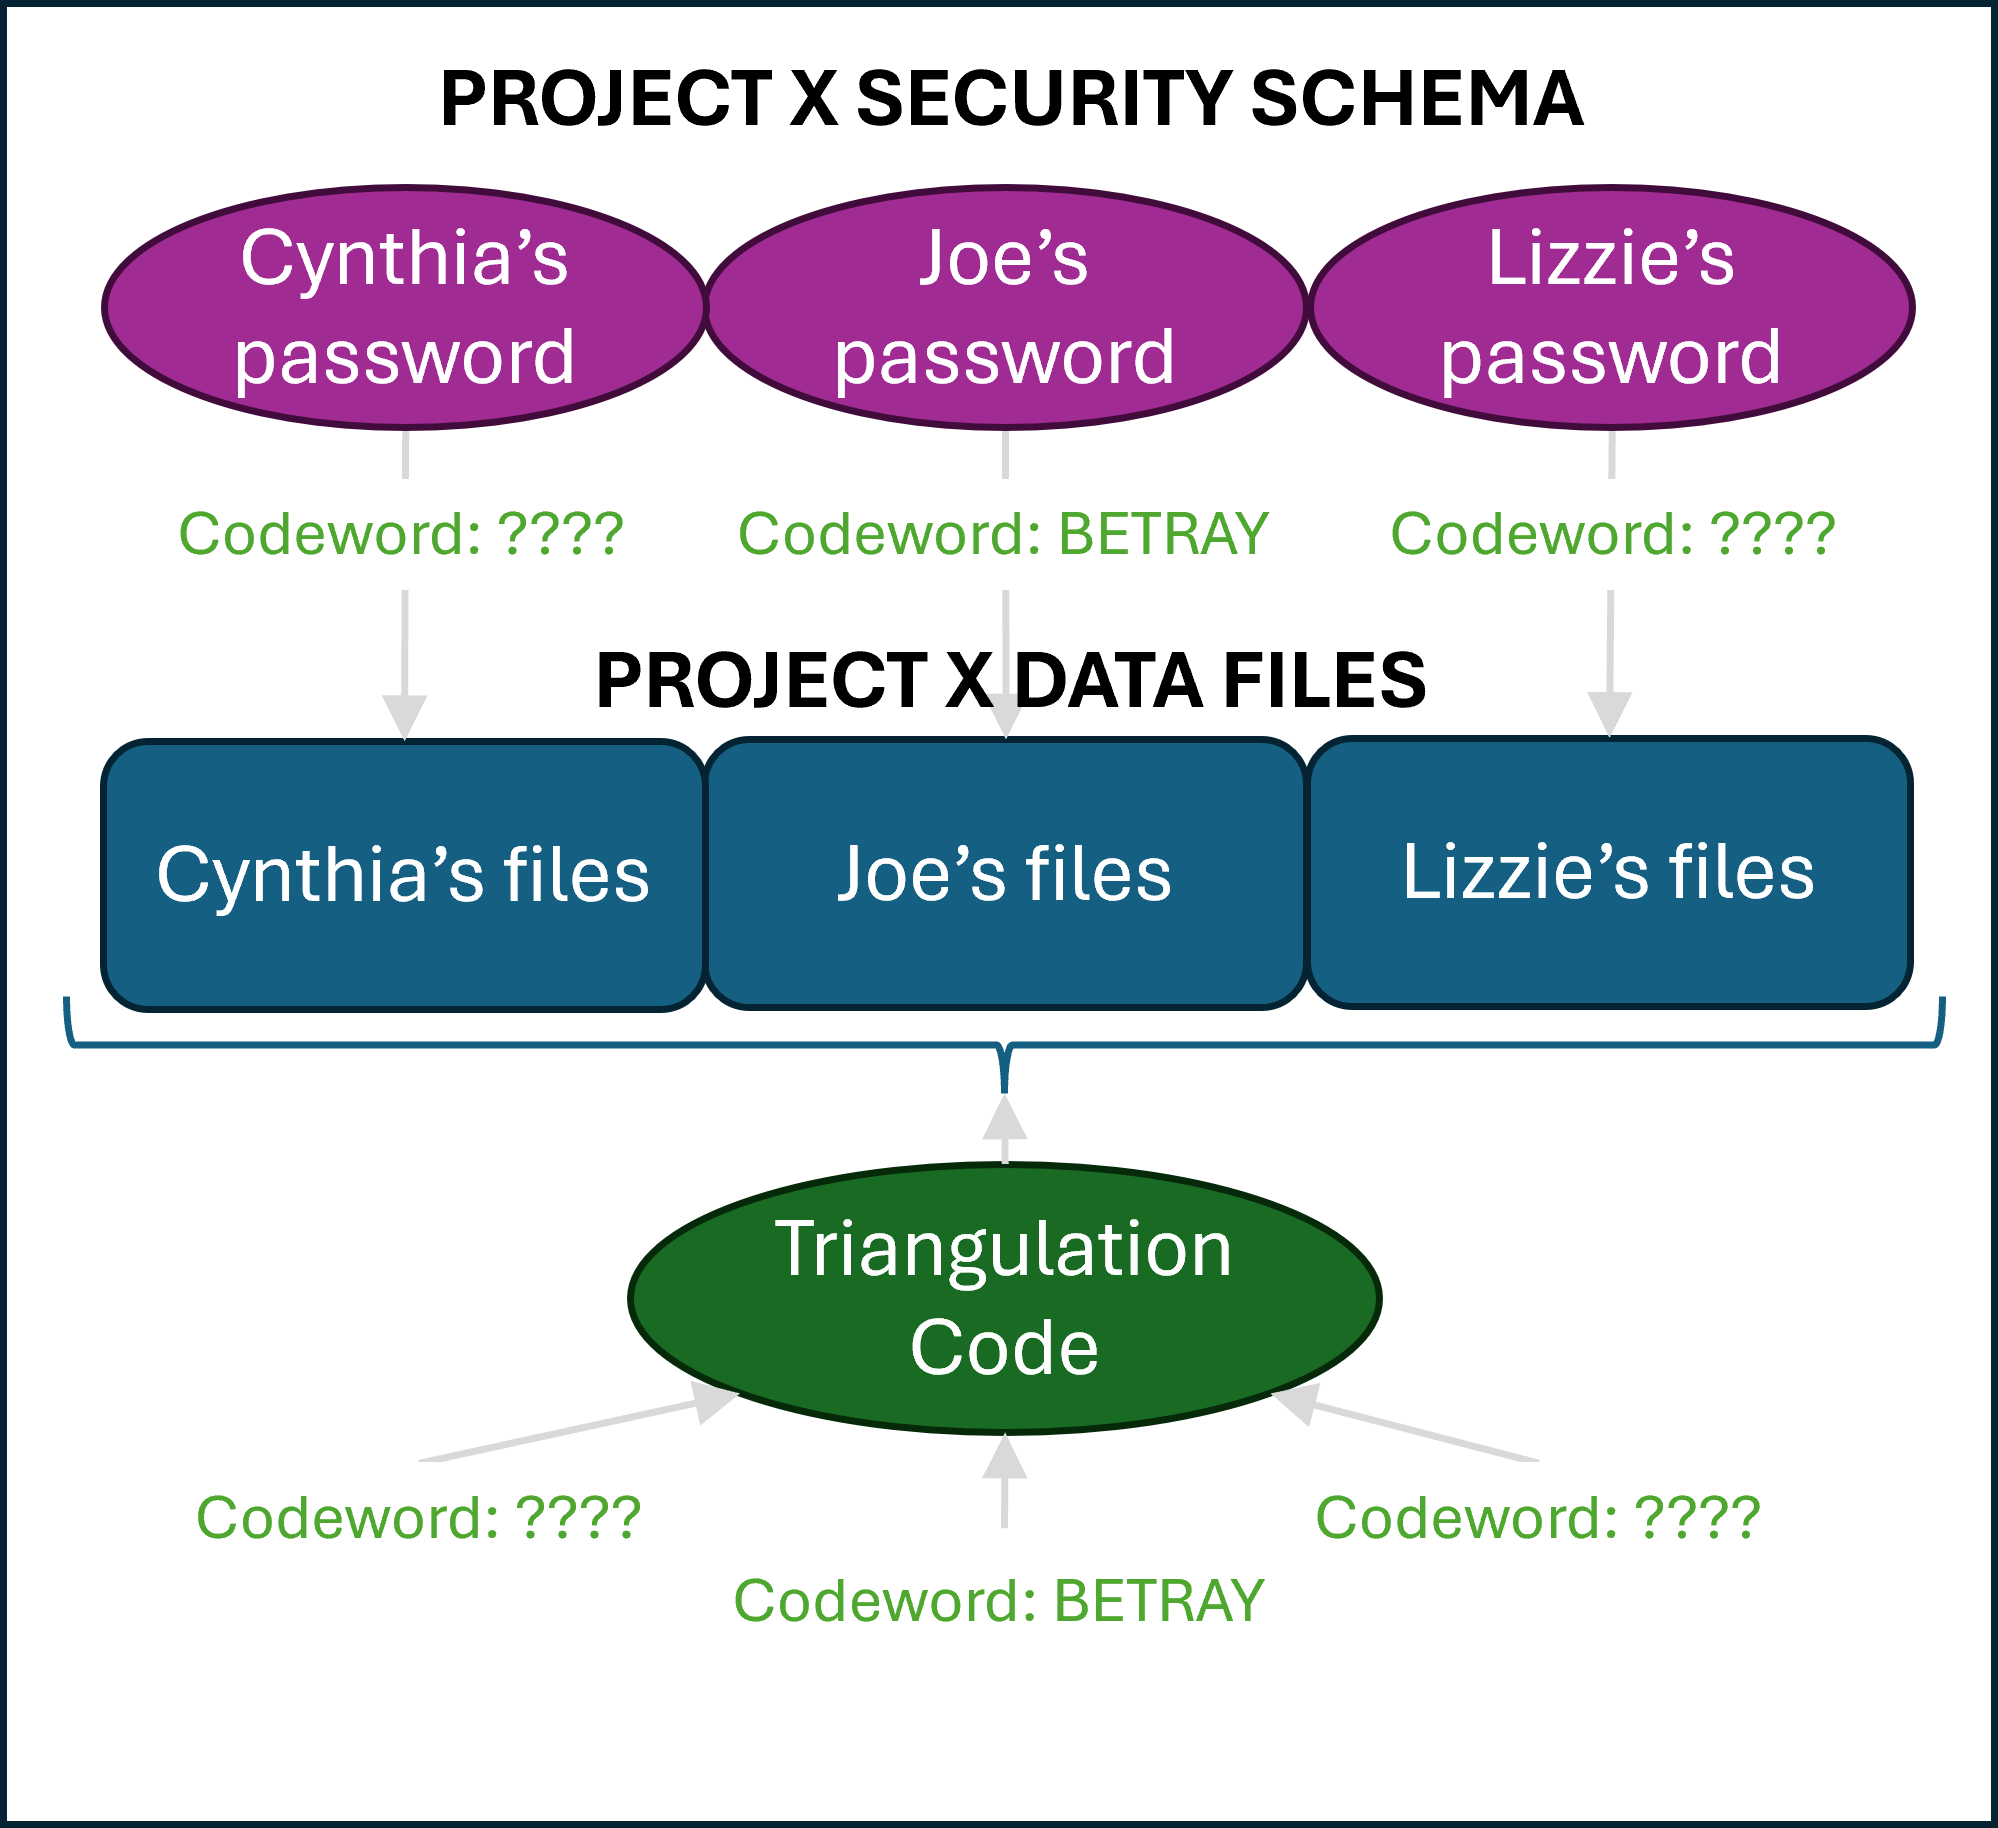 PROJECT X SECURITY SCHEMA
Cynthia’s
password
Joe’s
password
Lizzie’s
password
Codeword: ????
Codeword: BETRAY
Codeword: ????
PROJECT X DATA FILES
Cynthia’s files
Joe’s files
Lizzie’s files
Triangulation
Code
Codeword: ????
Codeword: ????
Codeword: BETRAY